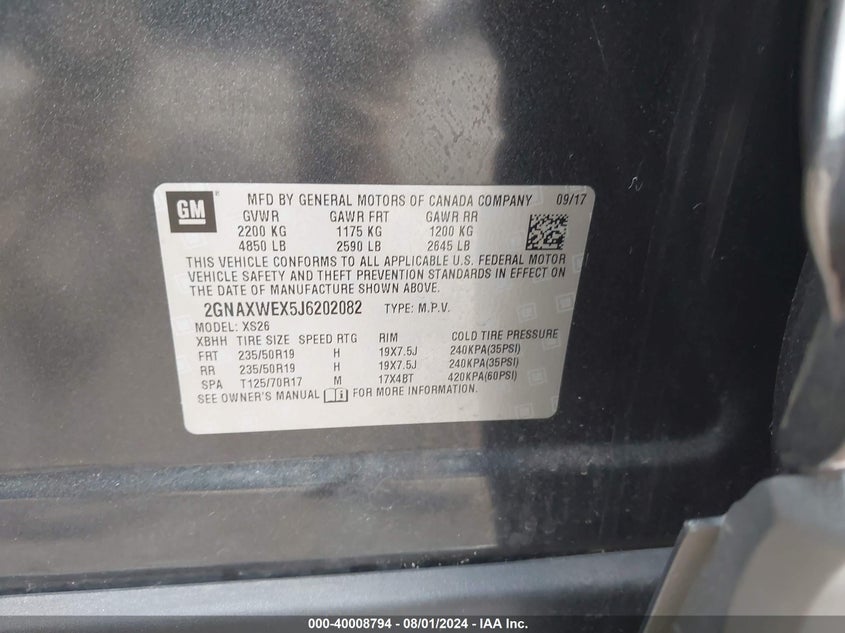 GM
MFD BY GENERAL MOTORS OF CANADA COMPANY 09/17
GVWR GAWR FRT GAWR RR
2200 KG 1175 KG 1200 KG
4850 LB 2590 LB 2645 LB
THIS VEHICLE CONFORMS TO ALL APPLICABLE U.S. FEDERAL MOTOR
VEHICLE SAFETY AND THEFT PREVENTION STANDARDS IN EFFECT ON
THE DATE OF MANUFACTURE SHOWN ABOVE.
2GNAXWEX5J6202082 TYPE: M.P.V.
MODEL: XS26
XBHH TIRE SIZE SPEED RTG RIM COLD TIRE PRESSURE
FRT 235/50R19 H 19X7.5J 240KPA(35PSI)
RR 235/50R19 H 19X7.5J 240KPA(35PSI)
SPA T125/70R17 M 17X4BT 420KPA(60PSI)
SEE OWNER'S MANUAL i FOR MORE INFORMATION.
000-40008794 - 08/01/2024 - IAA Inc.